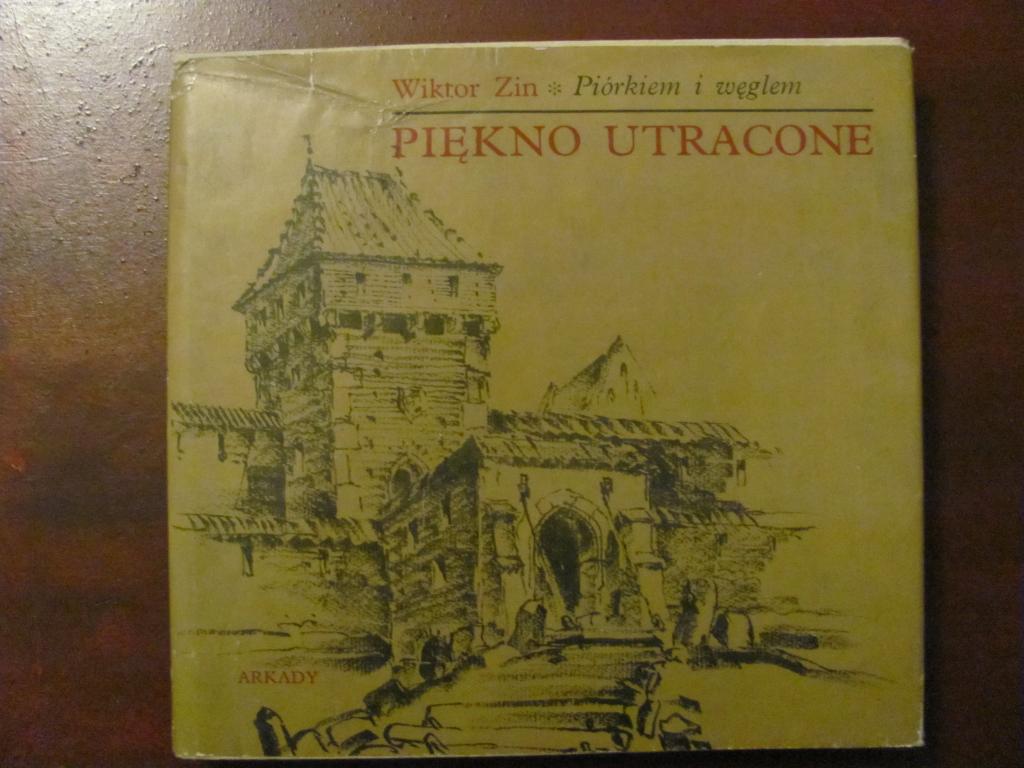 Wiktor Zin * Piórkiem i węglem
PIĘKNO UTRACONE
ARKADY